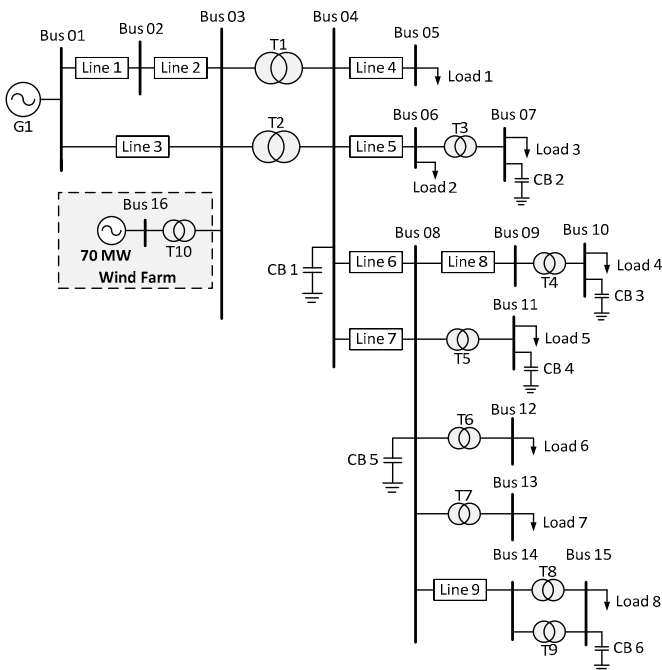 Bus 01
Bus 02
Bus 03
Bus 04
Bus 05
Line 1
Line 2
T1
Line 4
Load 1
G1
Line 3
T2
Line 5
Bus 06
T3
Bus 07
Load 2
Load 3
CB 2
Bus 16
T10
70 MW
Wind Farm
CB 1
Line 6
Bus 08
Line 8
Bus 09
T4
Bus 10
Load 4
CB 3
Line 7
T5
Bus 11
Load 5
CB 4
CB 5
T6
Bus 12
Load 6
T7
Bus 13
Load 7
Line 9
Bus 14
T8
Bus 15
Load 8
T9
CB 6